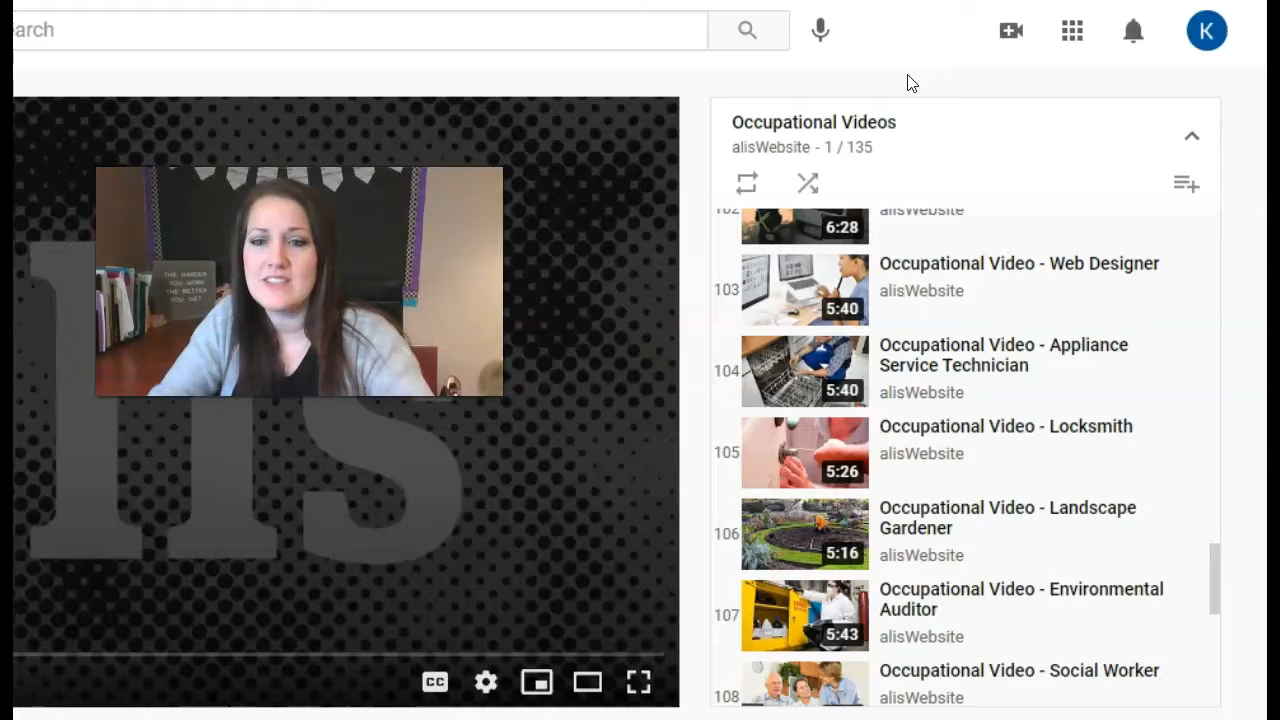 earch
K
Occupational Videos
alisWebsite - 1 / 135
102
6:28
alisWebsite
103
5:40
Occupational Video - Web Designer
alisWebsite
104
5:40
Occupational Video - Appliance
Service Technician
alisWebsite
105
5:26
Occupational Video - Locksmith
alisWebsite
106
5:16
Occupational Video - Landscape
Gardener
alisWebsite
107
5:43
Occupational Video - Environmental
Auditor
alisWebsite
108
Occupational Video - Social Worker
alisWebsite
THE HARDER
YOU WORK
THE BETTER
YOU GET
lis
CC